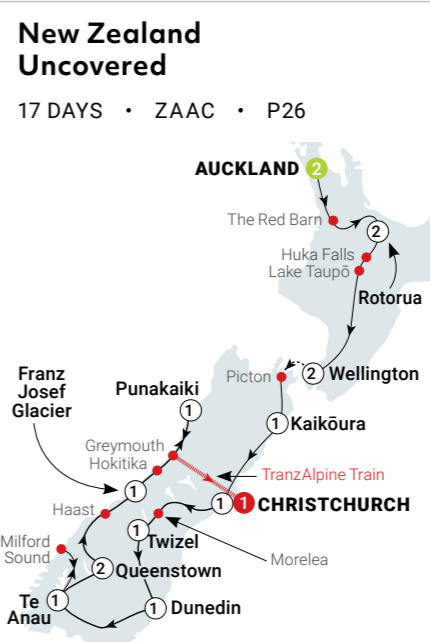 New Zealand
Uncovered
17 DAYS • ZAAC • P26
AUCKLAND 2
The Red Barn
2
Huka Falls
Lake Taupō
Rotorua
Franz
Josef
Glacier
Punakaiki
1
Picton
2 Wellington
1 Kaikōura
Greymouth
Hokitika
TranzAlpine Train
1
1
1 CHRISTCHURCH
Haast
1
Twizel
Morelea
Milford
Sound
2 Queenstown
Te
Anau
1
1 Dunedin